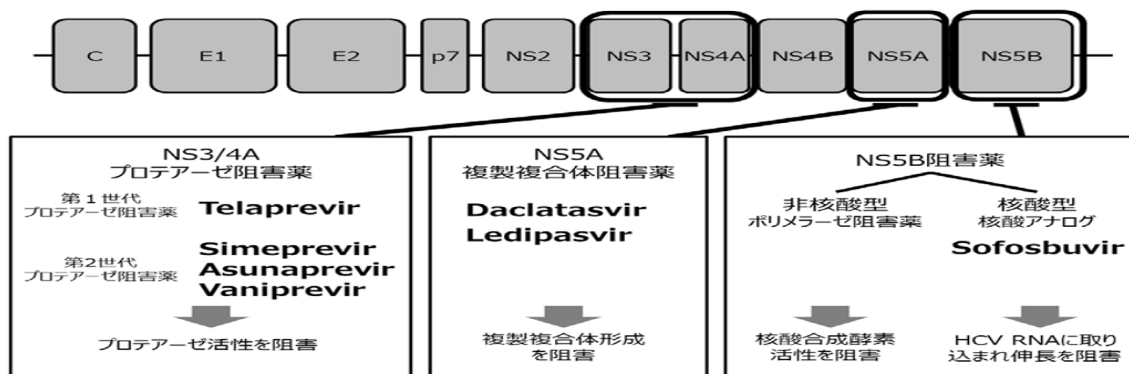 C E1 E2 p7 NS2 NS3 NS4A NS4B NS5A NS5B
NS3/4A
プロテアーゼ阻害薬
第1世代
プロテアーゼ阻害薬
Telaprevir
第2世代
プロテアーゼ阻害薬
Simeprevir
Asunaprevir
Vaniprevir
プロテアーゼ活性を阻害
NS5A
複製複合体阻害薬
Daclatasvir
Ledipasvir
複製複合体形成
を阻害
NS5B阻害薬
非核酸型
ポリメラーゼ阻害薬
核酸合成酵素
活性を阻害
核酸型
核酸アナログ
Sofosbuvir
HCV RNAに取り
込まれ伸長を阻害